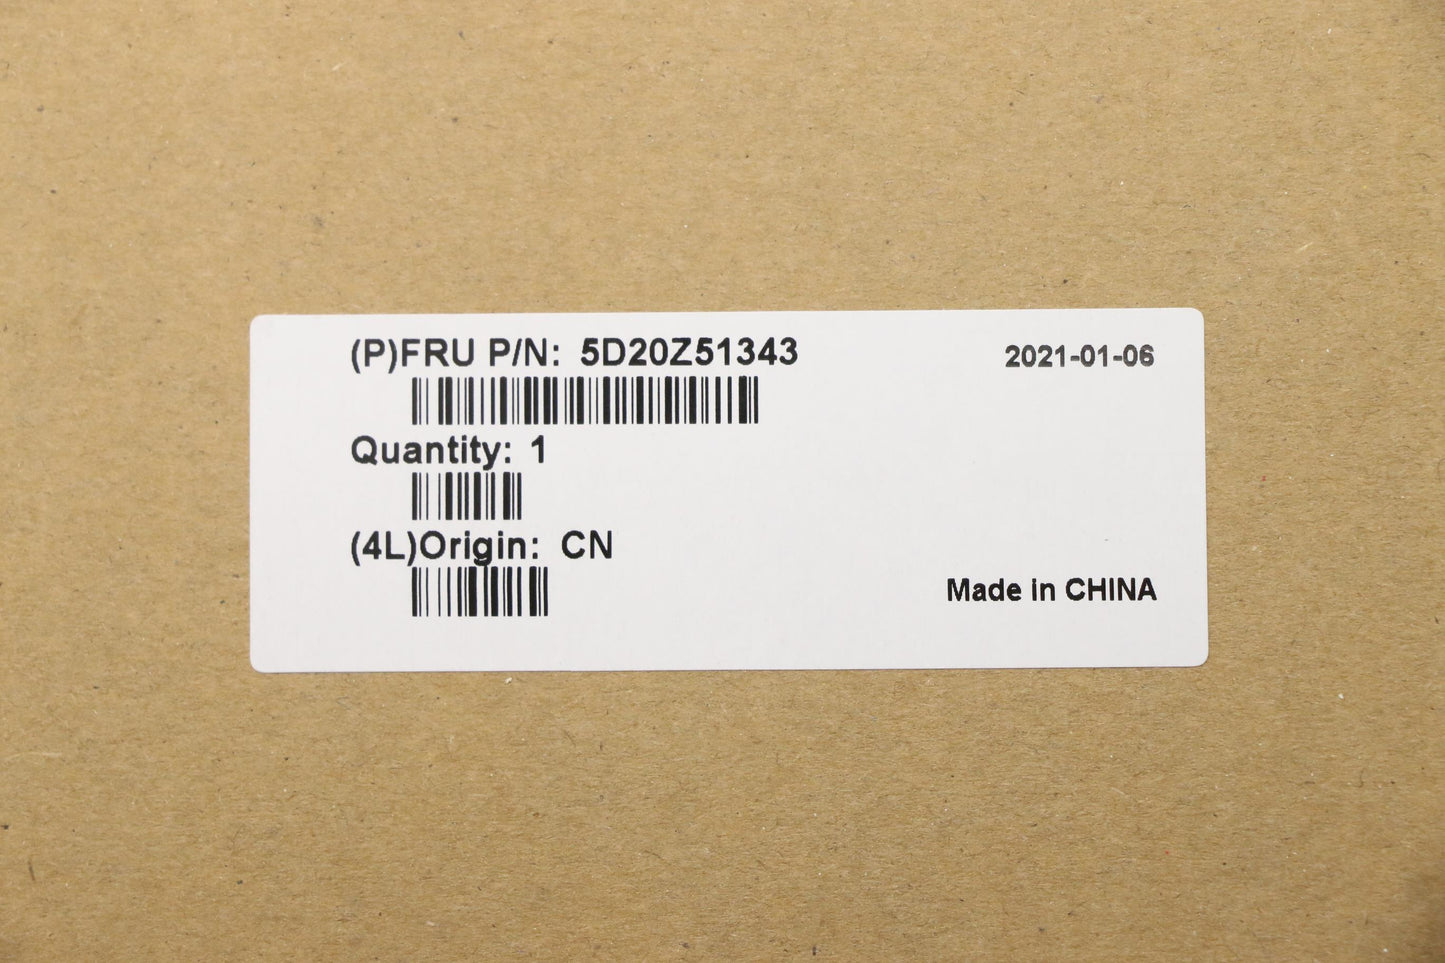 (P)FRU P/N: 5D20Z51343
2021-01-06
Quantity: 1
(4L)Origin: CN
Made in CHINA